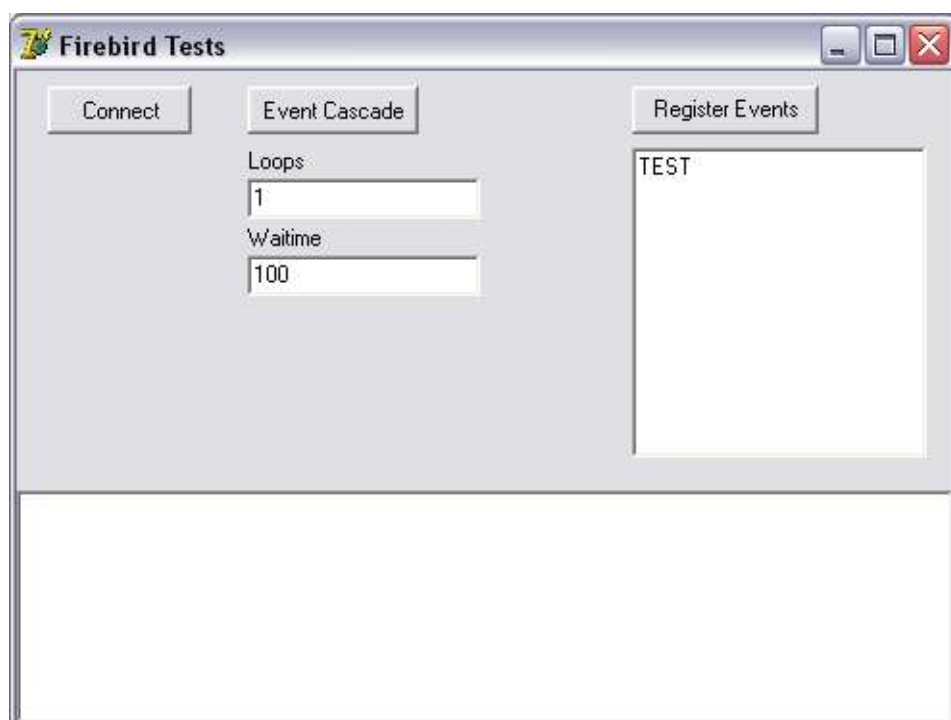 Firebird Tests
Connect
Event Cascade
Register Events
Loops
1
Waitime
100
TEST